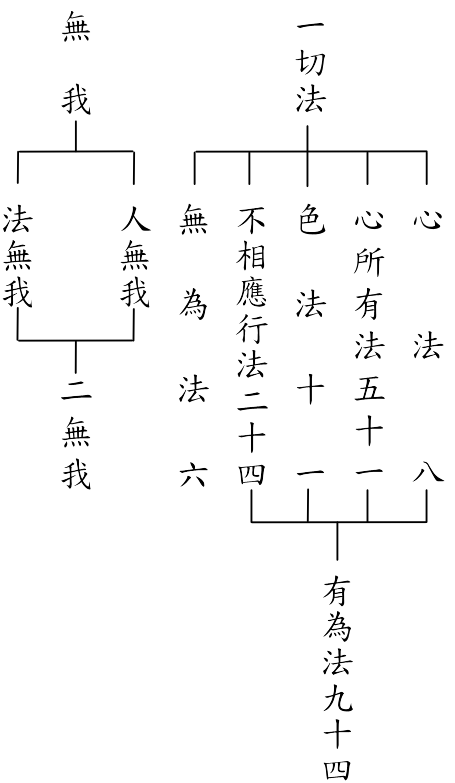 一切法
心法八
心所有法五十一
色法十一
不相應行法二十四
無為法六
有為法九十四
無我
人無我
法無我
二無我